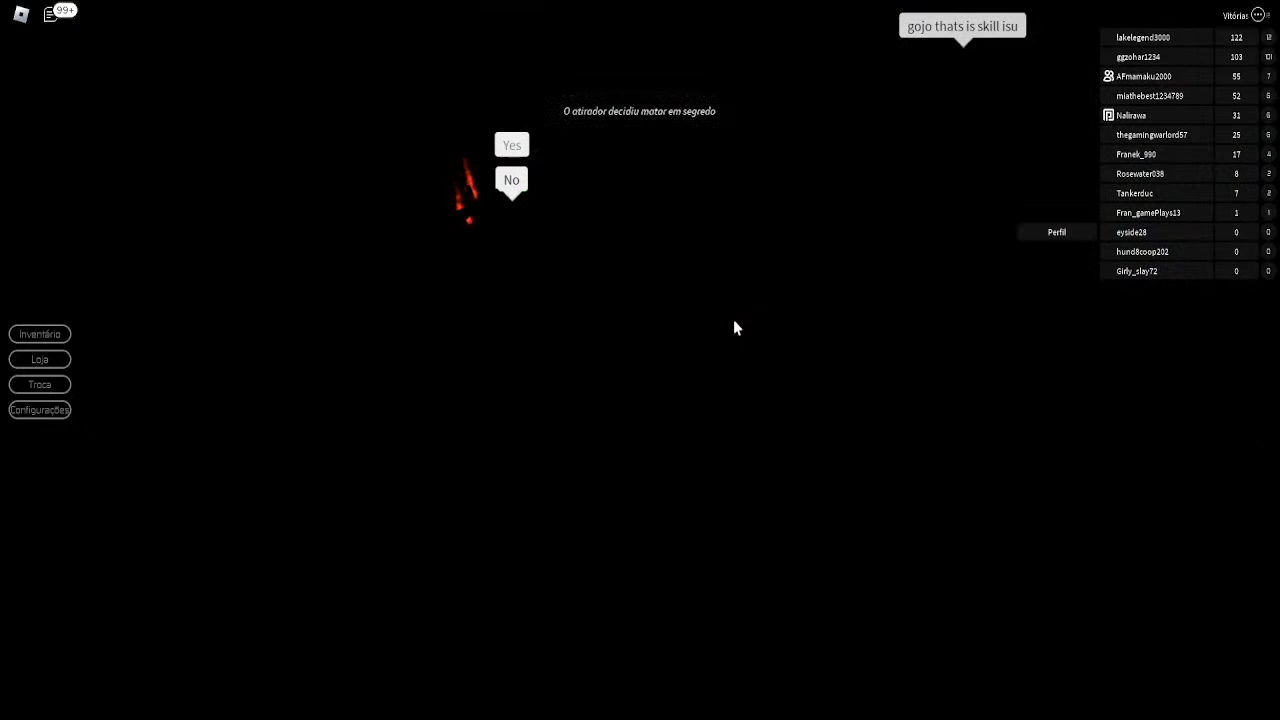 99+
gojo thats is skill isu
Vitórias
lakelegend3000 122 12
ggzohar1234 103 101
AFmamaku2000 55 7
miathebest1234789 52 6
Nalirawa 31 6
thegamingwarlord57 25 6
Franek_990 17 4
Rosewater038 8 2
Tankerduc 7 2
Fran_gamePlays13 1 1
eyside28 0 0
hund8coop202 0 0
Girly_slay72 0 0
Perfil
O atirador decidiu matar em segredo
Yes
No
Inventário
Loja
Troca
Configurações